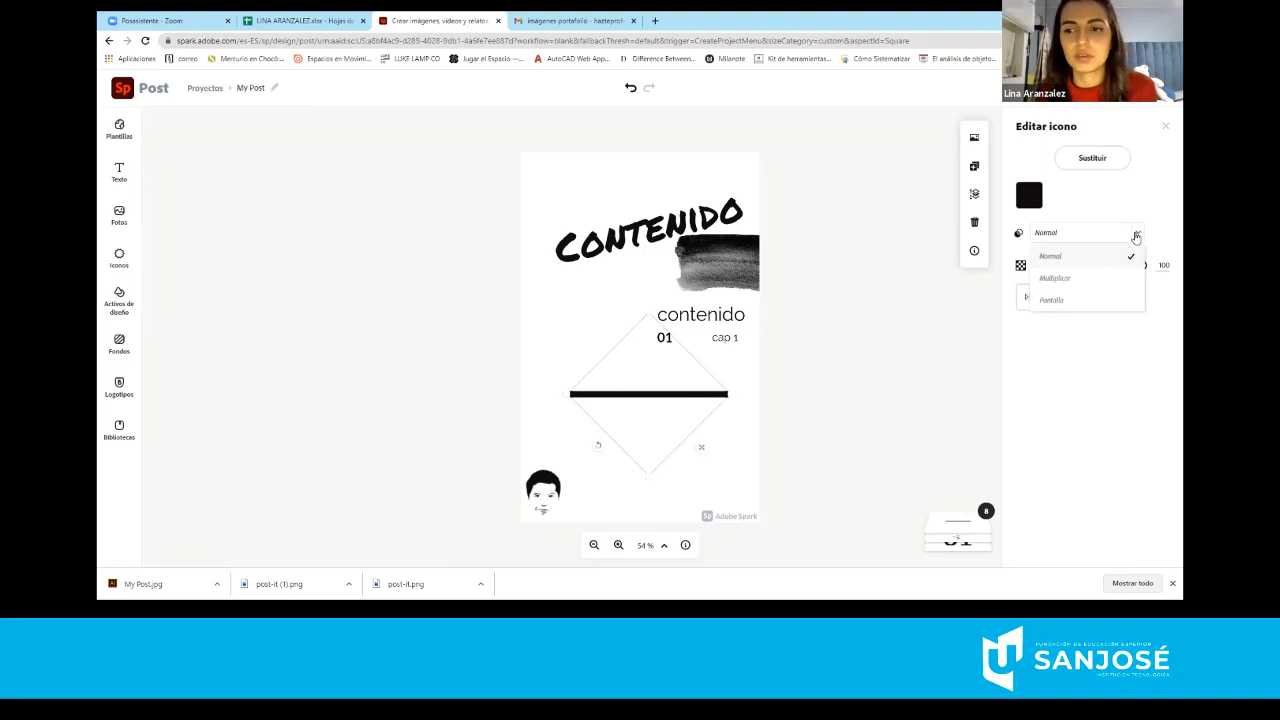 Posasistente - Zoom
LINA ARANZALEZ.xlsx - Hojas de
Crear imágenes, vídeos y relatos
imágenes portafolio - hazteprof
spark.adobe.com/es-ES/sp/design/post/urn:aaid:sc:US:a8bf4ac9-d289-4028-9db1-4a6fe7ee887d?workflow=blank&fallbackThresh=default&trigger=CreateProjectMenu&sizeCategory=custom&aspectId=Square
Aplicaciones
correo
Mercurio en Chocó:...
Espacios en Movimi...
LUKE LAMP CO
Jugar el Espacio —...
AutoCAD Web App...
Difference Between...
Milanote
Kit de herramientas...
Cómo Sistematizar
El análisis de objeto...
Lina Aranzalez
Sp Post
Proyectos > My Post
Plantillas
Texto
Fotos
Iconos
Activos de
diseño
Fondos
Logotipos
Bibliotecas
CONTENIDO
contenido
01 cap 1
Sp Adobe Spark
54 %
8
Editar icono
Sustituir
Normal
Normal
Multiplicar
100
Pantalla
My Post.jpg
post-it (1).png
post-it.png
Mostrar todo
FUNDACIÓN DE EDUCACIÓN SUPERIOR
SANJOSÉ
INSTITUCIÓN TECNOLÓGICA